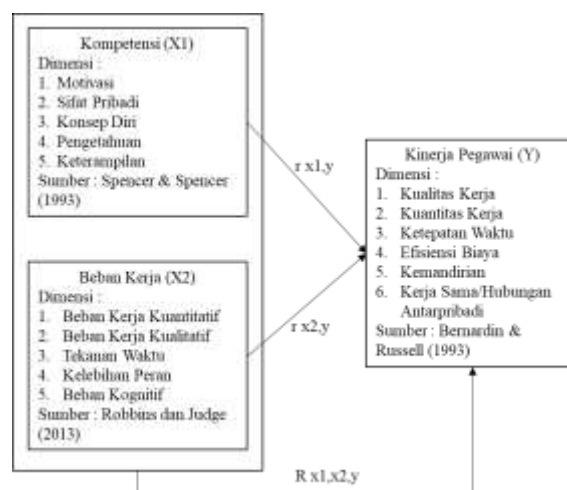 Kompetensi (X1)
Dimensi :
1. Motivasi
2. Sifat Pribadi
3. Konsep Diri
4. Pengetahuan
5. Keterampilan
Sumber : Spencer & Spencer
(1993)
r x1,y
Kinerja Pegawai (Y)
Dimensi :
1. Kualitas Kerja
2. Kuantitas Kerja
3. Ketepatan Waktu
4. Efisiensi Biaya
5. Kemandirian
6. Kerja Sama/Hubungan
Antarpribadi
Sumber : Bernardin &
Russell (1993)
Beban Kerja (X2)
Dimensi :
1. Beban Kerja Kuantitatif
2. Beban Kerja Kualitatif
3. Tekanan Waktu
4. Kelebihan Peran
5. Beban Kognitif
Sumber : Robbins dan Judge
(2013)
r x2,y
R x1,x2,y